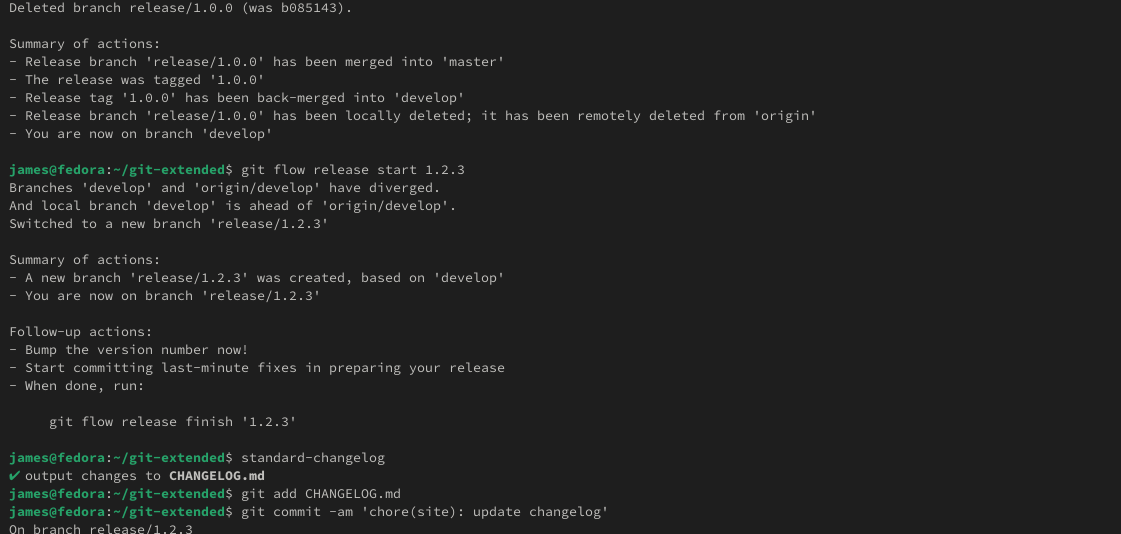 Deleted branch release/1.0.0 (was b085143).
Summary of actions:
- Release branch 'release/1.0.0' has been merged into 'master'
- The release was tagged '1.0.0'
- Release tag '1.0.0' has been back-merged into 'develop'
- Release branch 'release/1.0.0' has been locally deleted; it has been remotely deleted from 'origin'
- You are now on branch 'develop'
james@fedora:~/git-extended$ git flow release start 1.2.3
Branches 'develop' and 'origin/develop' have diverged.
And local branch 'develop' is ahead of 'origin/develop'.
Switched to a new branch 'release/1.2.3'
Summary of actions:
- A new branch 'release/1.2.3' was created, based on 'develop'
- You are now on branch 'release/1.2.3'
Follow-up actions:
- Bump the version number now!
- Start committing last-minute fixes in preparing your release
- When done, run:
git flow release finish '1.2.3'
james@fedora:~/git-extended$ standard-changelog
✔ output changes to CHANGELOG.md
james@fedora:~/git-extended$ git add CHANGELOG.md
james@fedora:~/git-extended$ git commit -am 'chore(site): update changelog'
On branch release/1.2.3